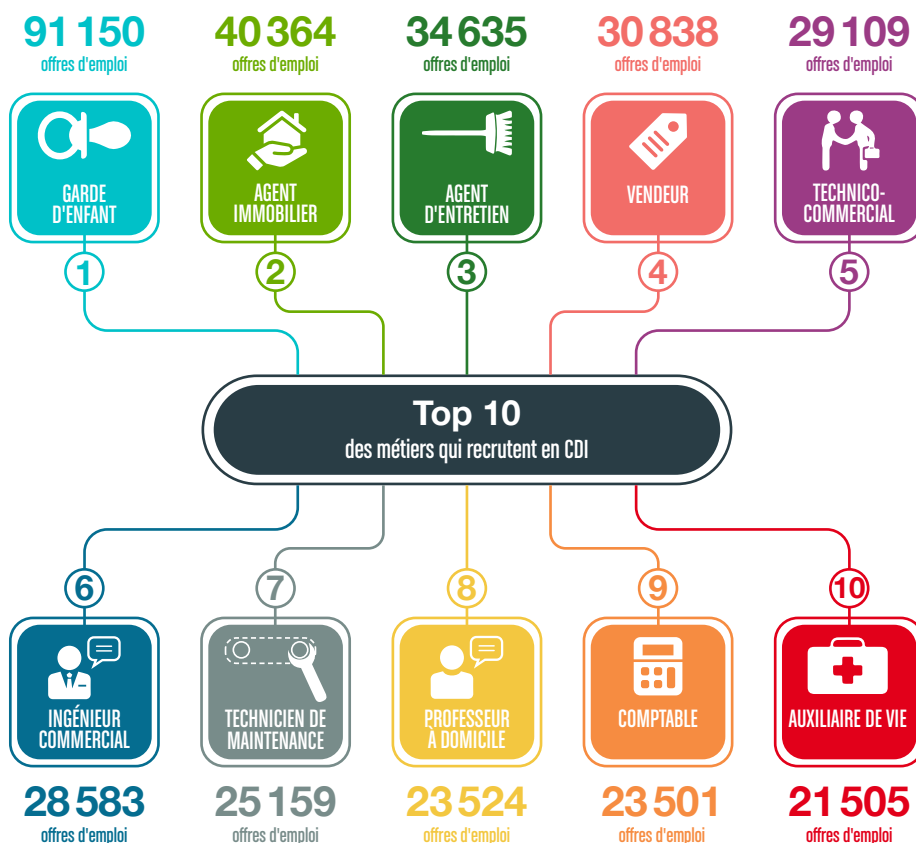 91 150
offres d'emploi
40 364
offres d'emploi
34 635
offres d'emploi
30 838
offres d'emploi
29 109
offres d'emploi
GARDE
D'ENFANT
AGENT
IMMOBILIER
AGENT
D'ENTRETIEN
VENDEUR
TECHNICO-
COMMERCIAL
1
2
3
4
5
Top 10
des métiers qui recrutent en CDI
6
7
8
9
10
INGÉNIEUR
COMMERCIAL
TECHNICIEN DE
MAINTENANCE
PROFESSEUR
À DOMICILE
COMPTABLE
AUXILIAIRE DE VIE
28 583
offres d'emploi
25 159
offres d'emploi
23 524
offres d'emploi
23 501
offres d'emploi
21 505
offres d'emploi